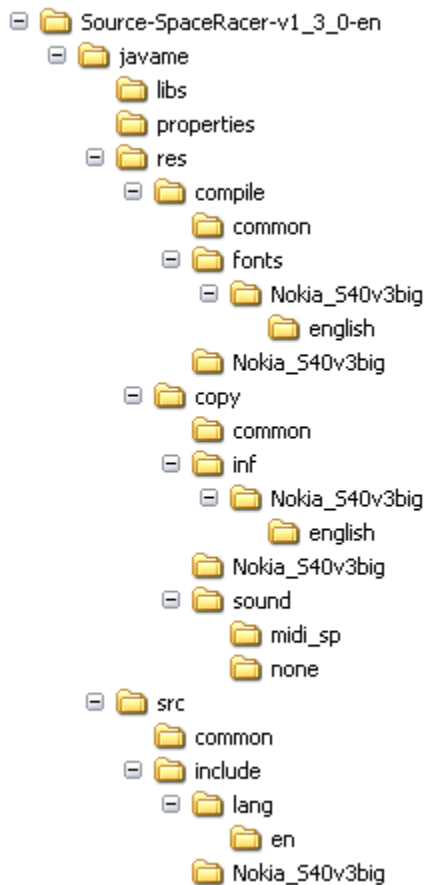 Source-SpaceRacer-v1_3_0-en
javame
libs
properties
res
compile
common
fonts
Nokia_S40v3big
english
Nokia_S40v3big
copy
common
inf
Nokia_S40v3big
english
Nokia_S40v3big
sound
midi_sp
none
src
common
include
lang
en
Nokia_S40v3big